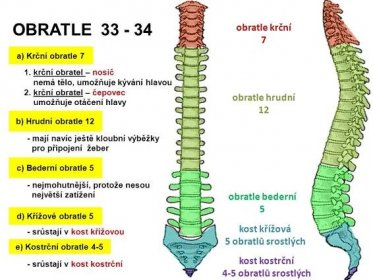 OBRATLE 33 - 34
a) Krční obratle 7
1. krční obratel – nosič
nemá tělo, umožňuje kývání hlavou
2. krční obratel – čepovec
umožňuje otáčení hlavy
b) Hrudní obratle 12
- mají navíc ještě kloubní výběžky
pro připojení žeber
c) Bederní obratle 5
- nejmohutnější, protože nesou
největší zatížení
d) Křížové obratle 5
- srůstají v kost křížovou
e) Kostrční obratle 4-5
- srůstají v kost kostrční
obratle krční
7
obratle hrudní
12
obratle bederní
5
kost křížová
5 obratlů srostlých
kost kostrční
4-5 obratlů srostlých